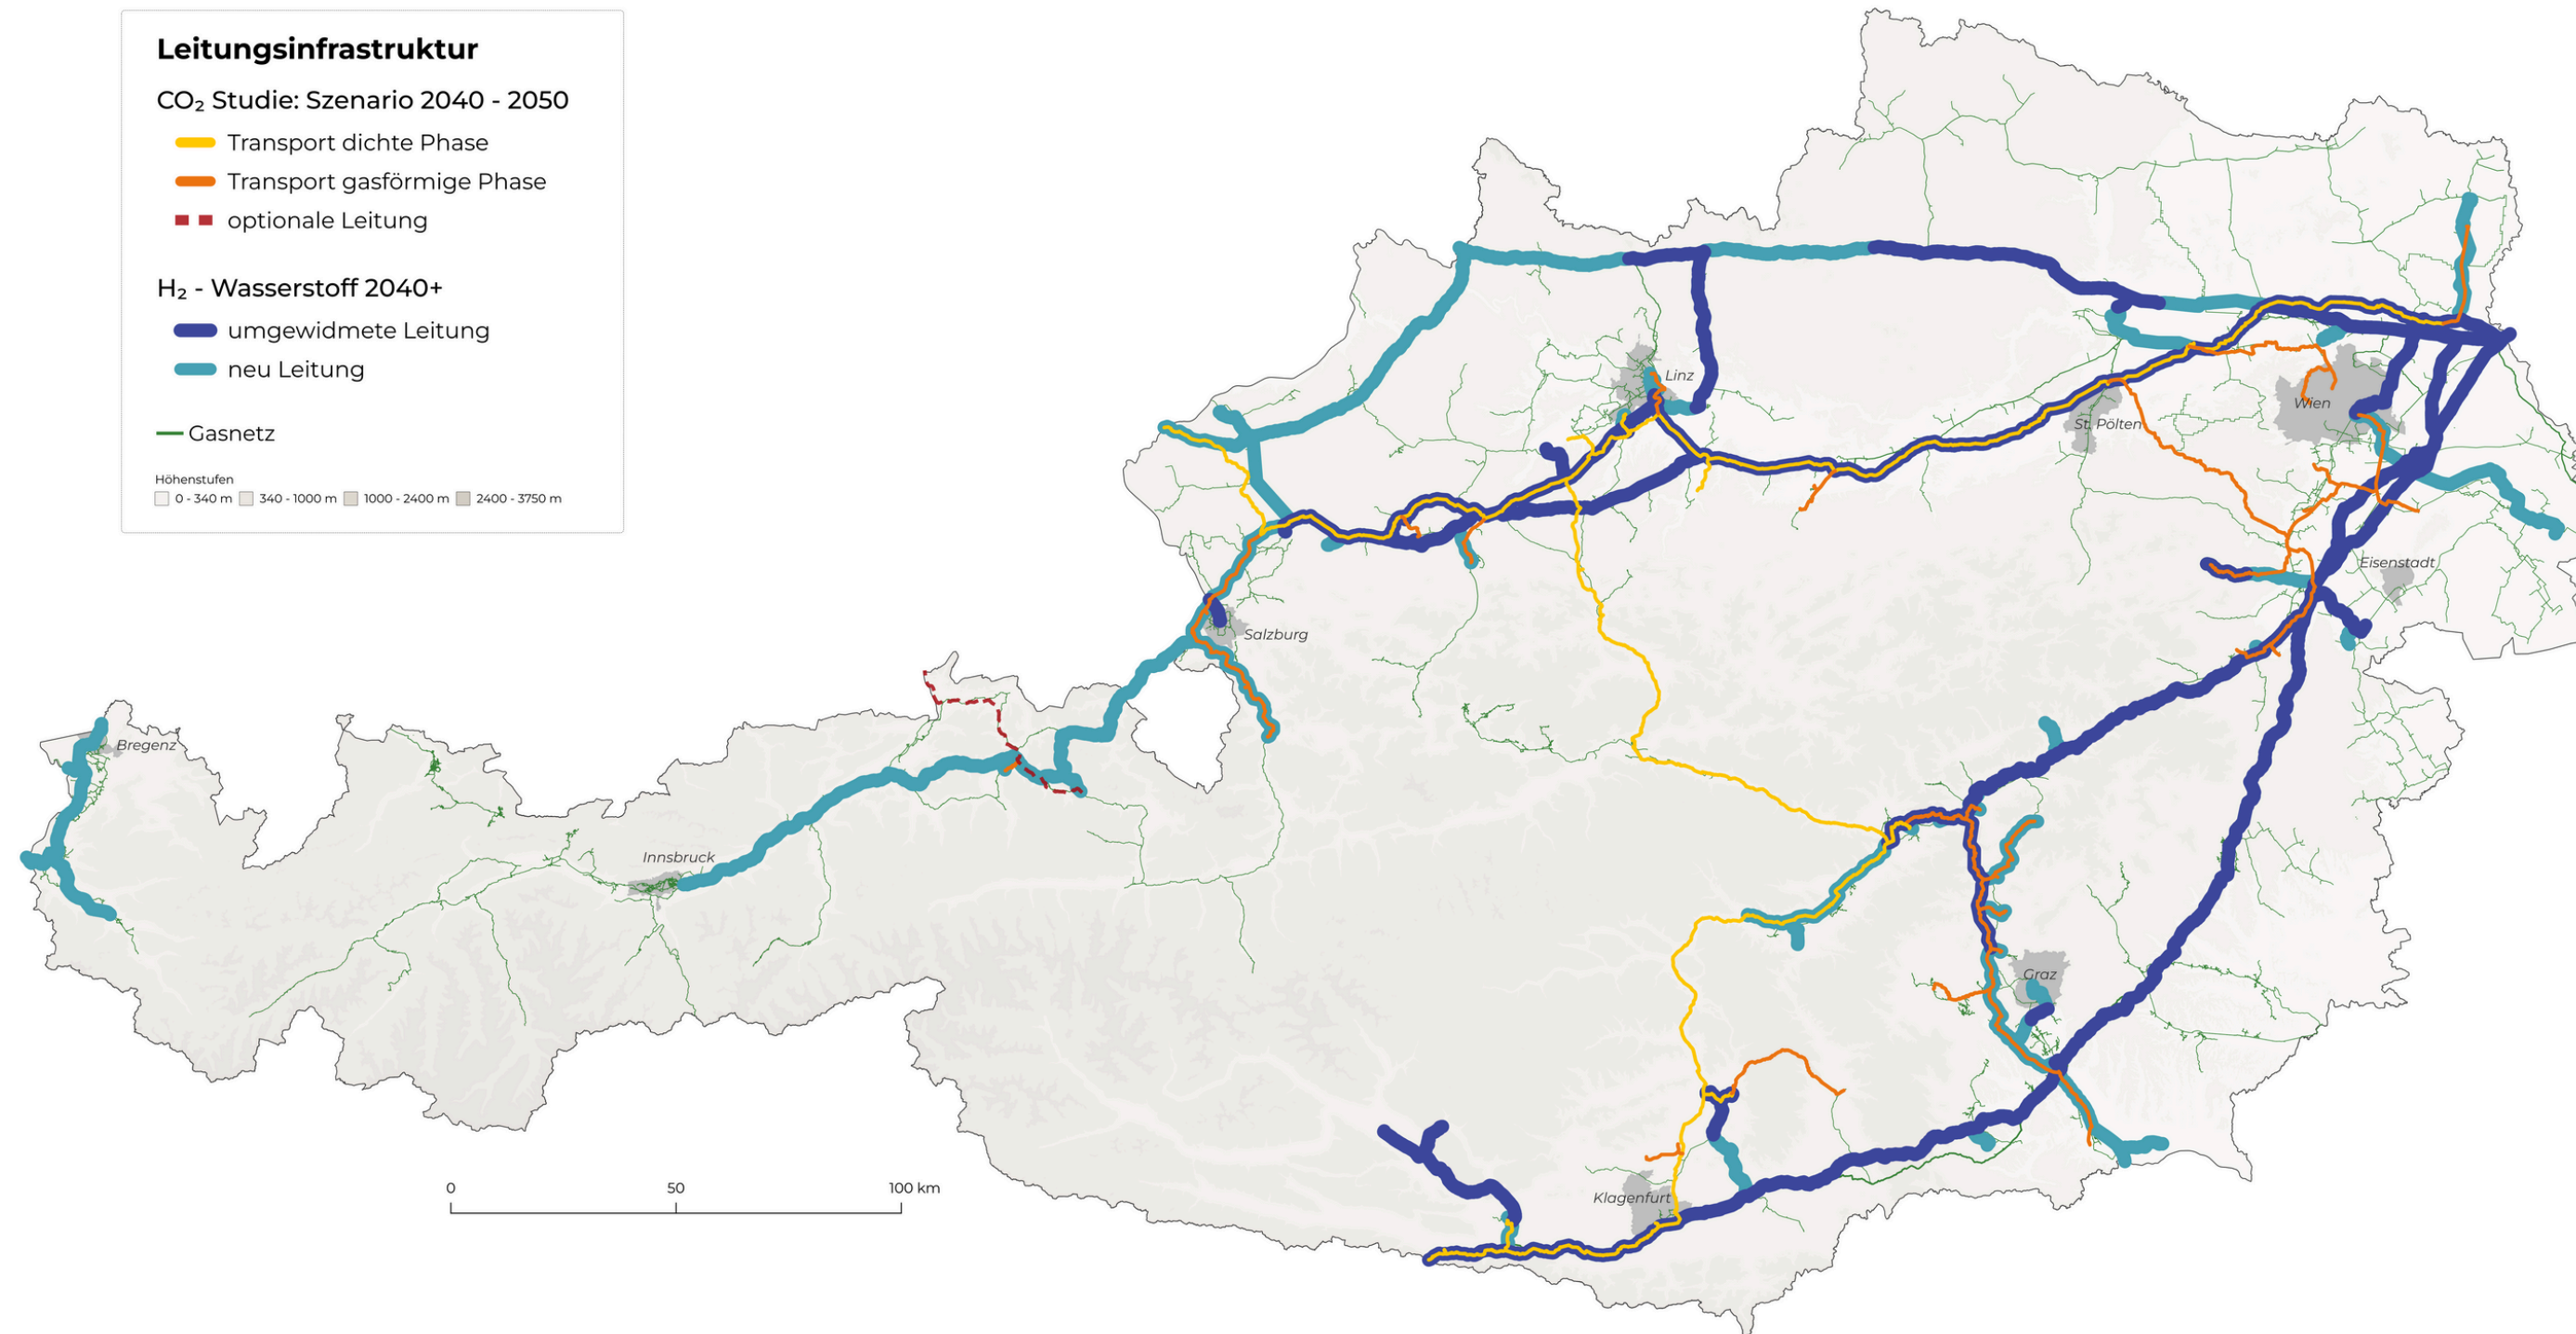 Leitungsinfrastruktur
CO₂ Studie: Szenario 2040 - 2050
Transport dichte Phase
Transport gasförmige Phase
optionale Leitung
H₂ - Wasserstoff 2040+
umgewidmete Leitung
neu Leitung
Gasnetz
Höhenstufen
0 - 340 m 340 - 1000 m 1000 - 2400 m 2400 - 3750 m
Linz
Wien
St. Pölten
Eisenstadt
Salzburg
Bregenz
Innsbruck
Graz
Klagenfurt
0 50 100 km